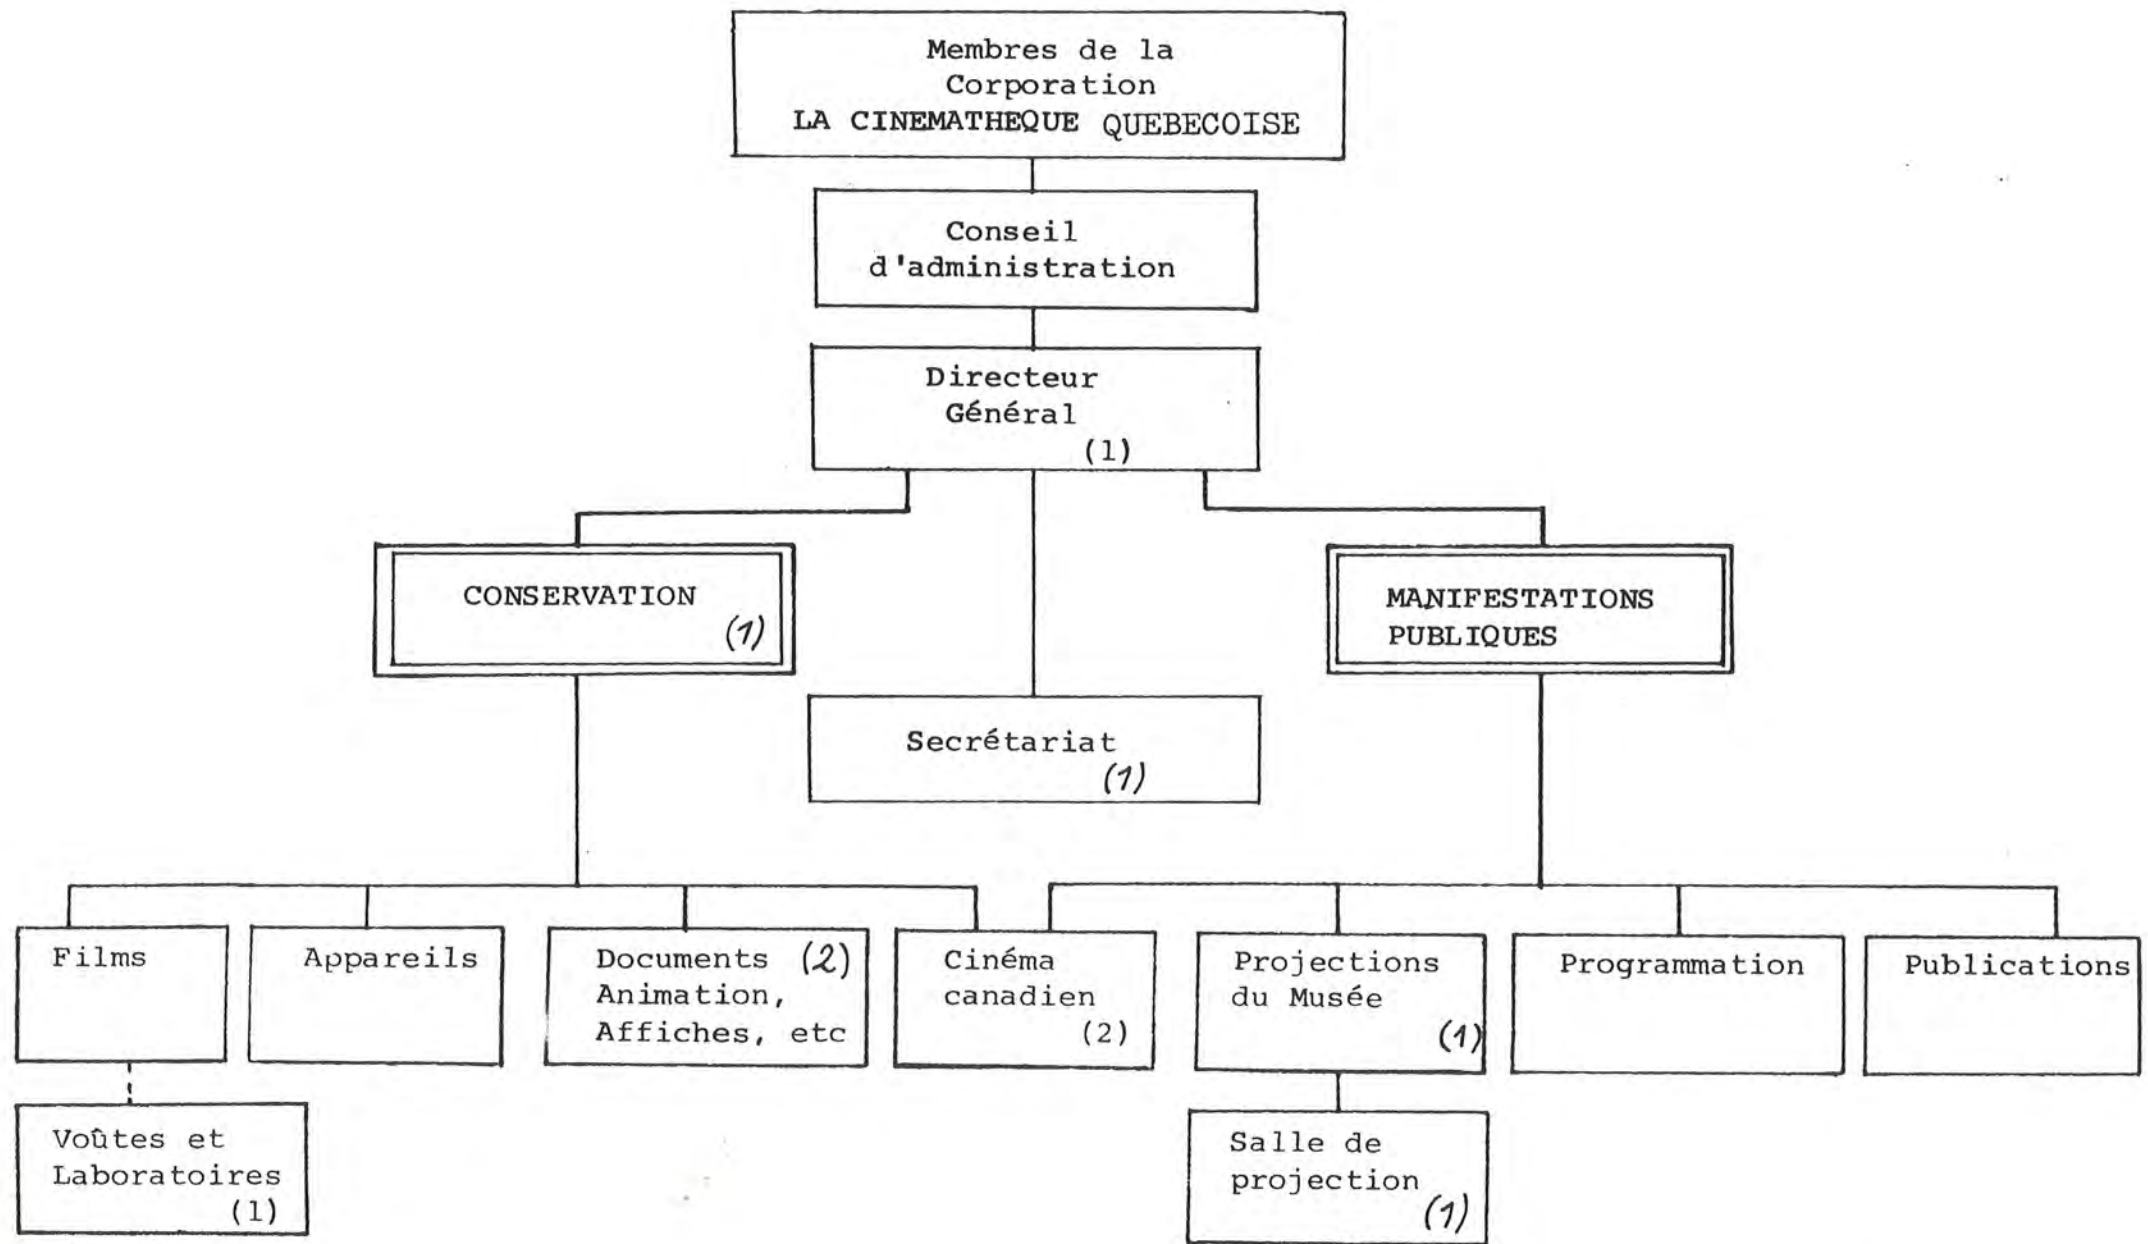 Membres de la
Corporation
LA CINEMATHEQUE QUEBECOISE
Conseil
d'administration
Directeur
Général
(1)
CONSERVATION
(1)
MANIFESTATIONS
PUBLIQUES
Secrétariat
(1)
Films
Appareils
Documents (2)
Animation,
Affiches, etc
Cinéma
canadien
(2)
Projections
du Musée
(1)
Programmation
Publications
Voûtes et
Laboratoires
(1)
Salle de
projection
(1)